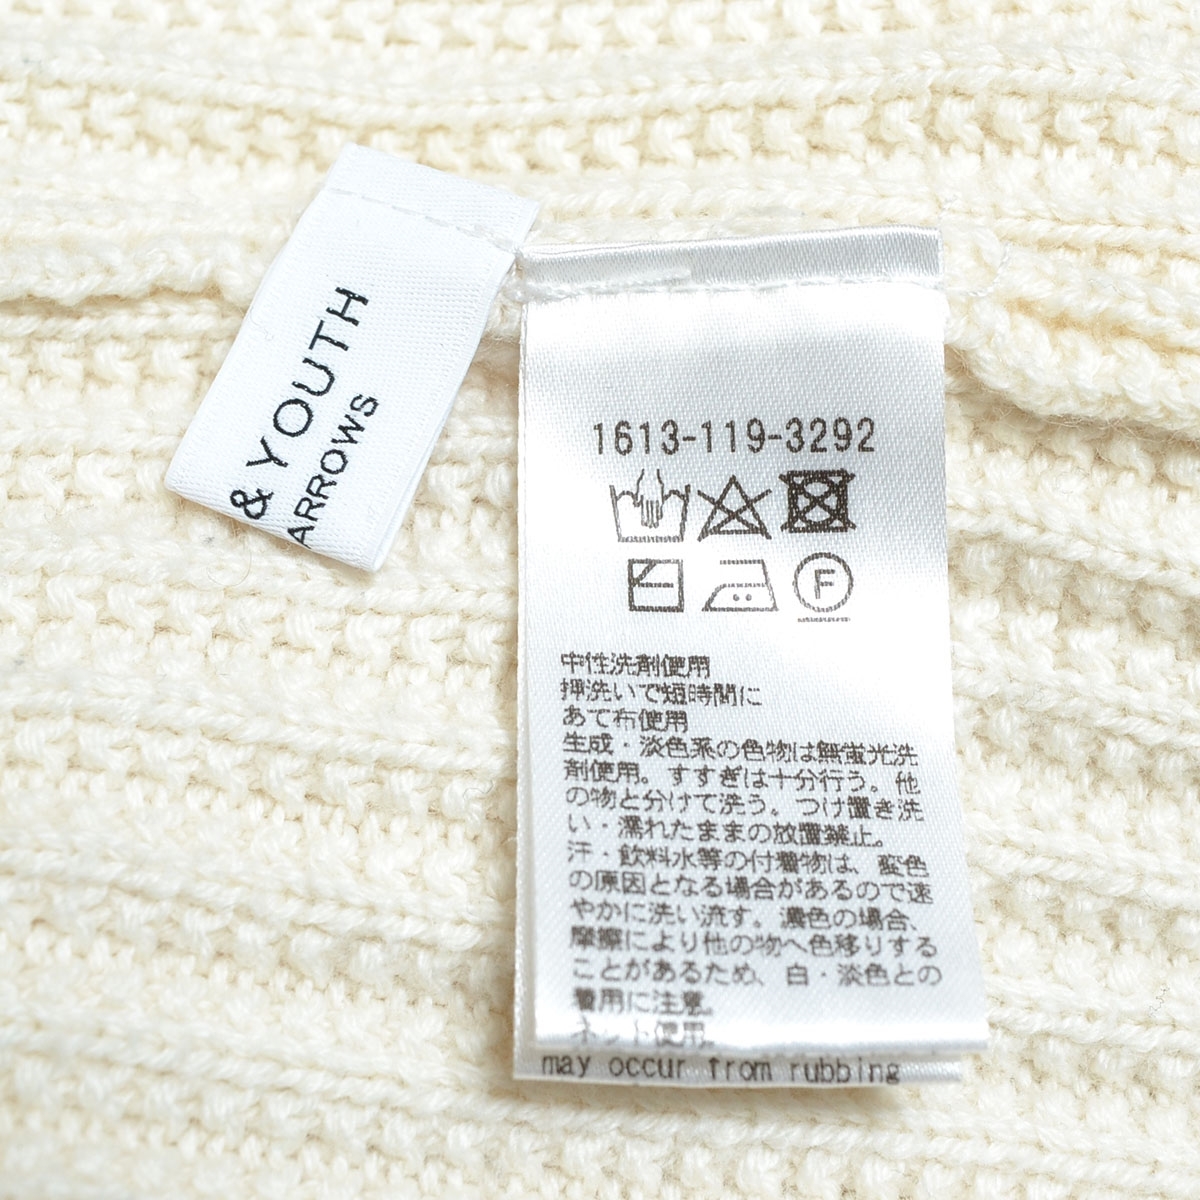 & YOUTH
ARROWS
1613-119-3292
F
中性洗剤使用
押洗いで短時間に
あて布使用
生成・淡色系の色物は無蛍光洗
剤使用。すすぎは十分行う。他
の物と分けて洗う。つけ置き洗
い・濡れたままの放置禁止。
汗・飲料水等の付着物は、変色
の原因となる場合があるので速
やかに洗い流す。濃色の場合、
摩擦により他の物へ色移りする
ことがあるため、白・淡色との
着用に注意。
ネット使用。
may occur from rubbing